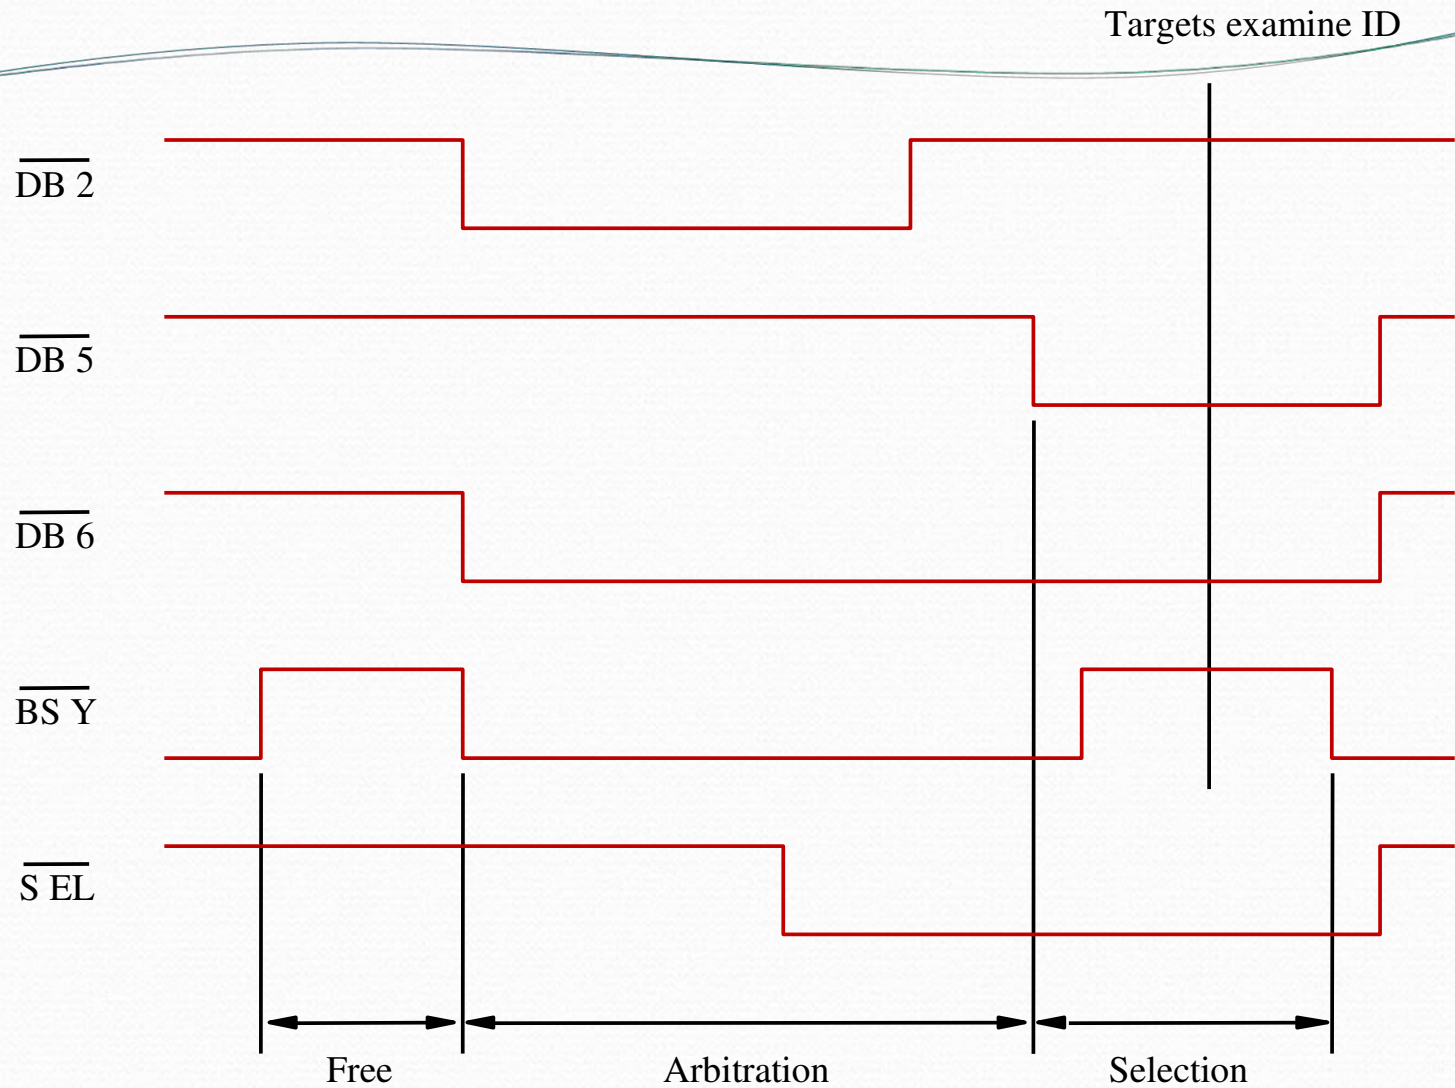 Targets examine ID
DB 2
DB 5
DB 6
BS Y
S EL
Free Arbitration Selection